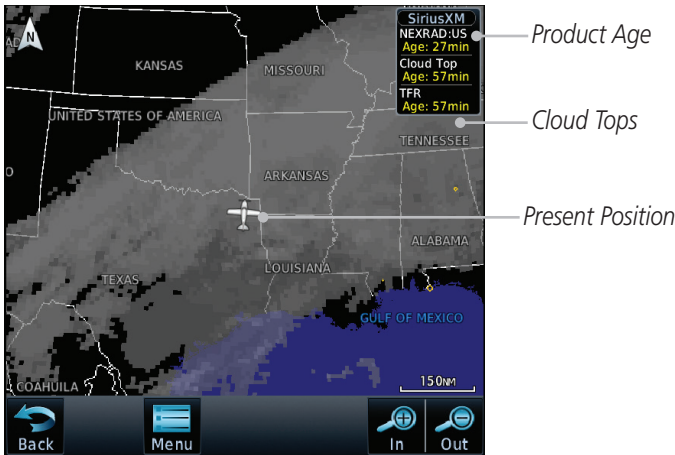 SiriusXM
NEXRAD:US
Age: 27min
Cloud Top
Age: 57min
TFR
Age: 57min
Product Age
Cloud Tops
Present Position
N
KANSAS
MISSOURI
UNITED STATES OF AMERICA
TENNESSEE
ARKANSAS
ALABAMA
LOUISIANA
TEXAS
GULF OF MEXICO
COAHUILA
150NM
Back
Menu
In
Out